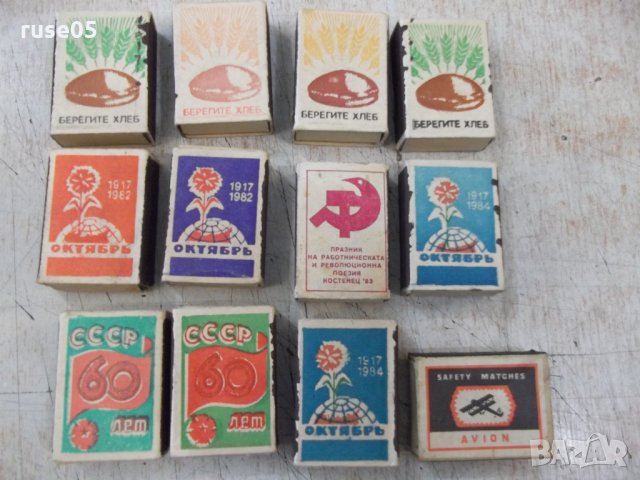 ruse05
БЕРЕГИТЕ ХЛЕБ
БЕРЕГИТЕ ХЛЕБ
БЕРЕГИТЕ ХЛЕБ
БЕРЕГИТЕ ХЛЕБ
1917
1982
ОКТЯБРЬ
1917
1982
ОКТЯБРЬ
ПРАЗНИК
НА РАБОТНИЧЕСКАТА
И РЕВОЛЮЦИОННА
ПОЕЗИЯ
КОСТЕНЕЦ '83
1917
1984
ОКТЯБРЬ
СССР
60
ЛЕТ
СССР
60
ЛЕТ
1917
1984
ОКТЯБРЬ
SAFETY MATCHES
AVION
BAZAR